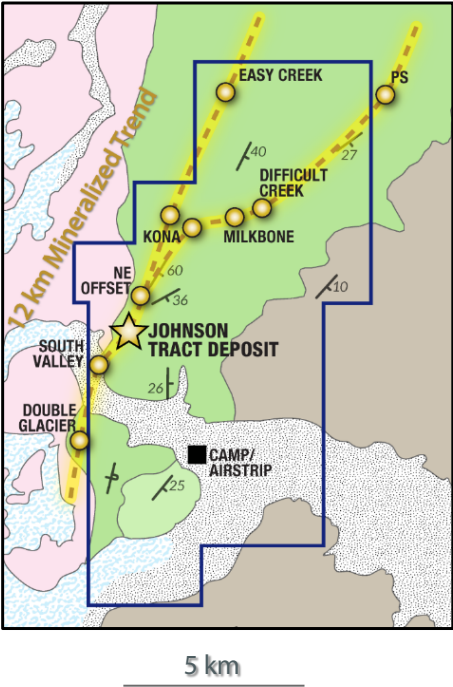 EASY CREEK
PS
40
27
DIFFICULT
CREEK
12 km Mineralized Trend
KONA
MILKBONE
NE
OFFSET
60
36
10
JOHNSON
TRACT DEPOSIT
SOUTH
VALLEY
26
DOUBLE
GLACIER
CAMP/
AIRSTRIP
25
5 km